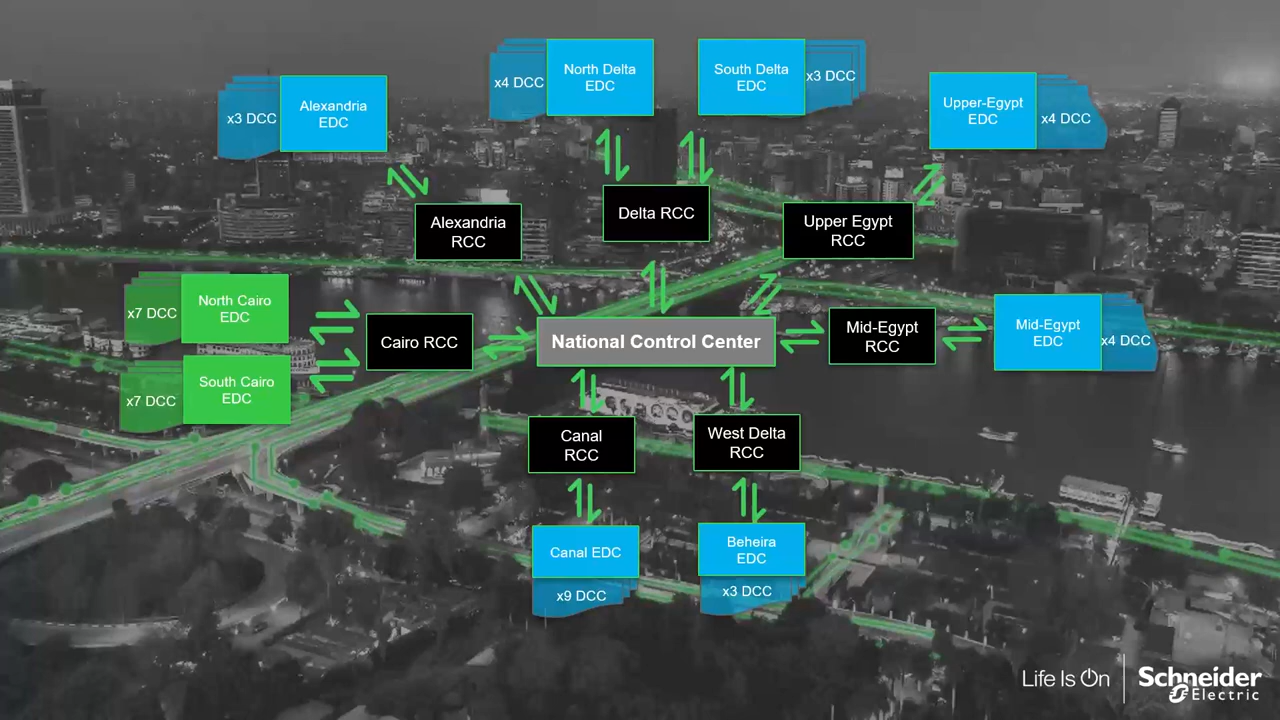 x4 DCC
North Delta
EDC
South Delta
EDC
x3 DCC
x3 DCC
Alexandria
EDC
Upper-Egypt
EDC
x4 DCC
Alexandria
RCC
Delta RCC
Upper Egypt
RCC
x7 DCC
North Cairo
EDC
Cairo RCC
National Control Center
Mid-Egypt
RCC
Mid-Egypt
EDC
x4 DCC
x7 DCC
South Cairo
EDC
Canal
RCC
West Delta
RCC
Canal EDC
x9 DCC
Beheira
EDC
x3 DCC
Life Is On
Schneider
Electric